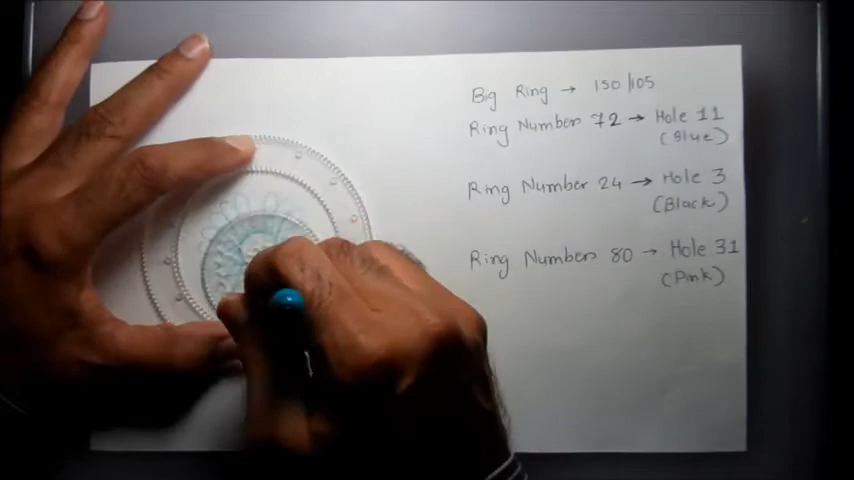 Big Ring → 150/105
Ring Number 72 → Hole 11
(Blue)
Ring Number 24 → Hole 3
(Black)
Ring Number 80 → Hole 31
(Pink)